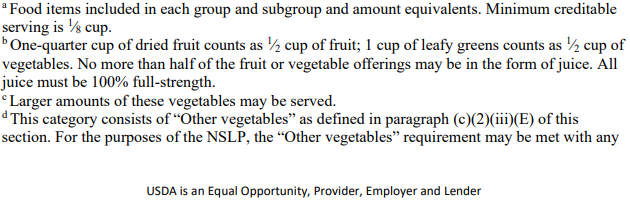 ᵃ Food items included in each group and subgroup and amount equivalents. Minimum creditable
serving is ⅛ cup.
ᵇ One-quarter cup of dried fruit counts as ½ cup of fruit; 1 cup of leafy greens counts as ½ cup of
vegetables. No more than half of the fruit or vegetable offerings may be in the form of juice. All
juice must be 100% full-strength.
ᶜ Larger amounts of these vegetables may be served.
ᵈ This category consists of “Other vegetables” as defined in paragraph (c)(2)(iii)(E) of this
section. For the purposes of the NSLP, the “Other vegetables” requirement may be met with any
USDA is an Equal Opportunity, Provider, Employer and Lender